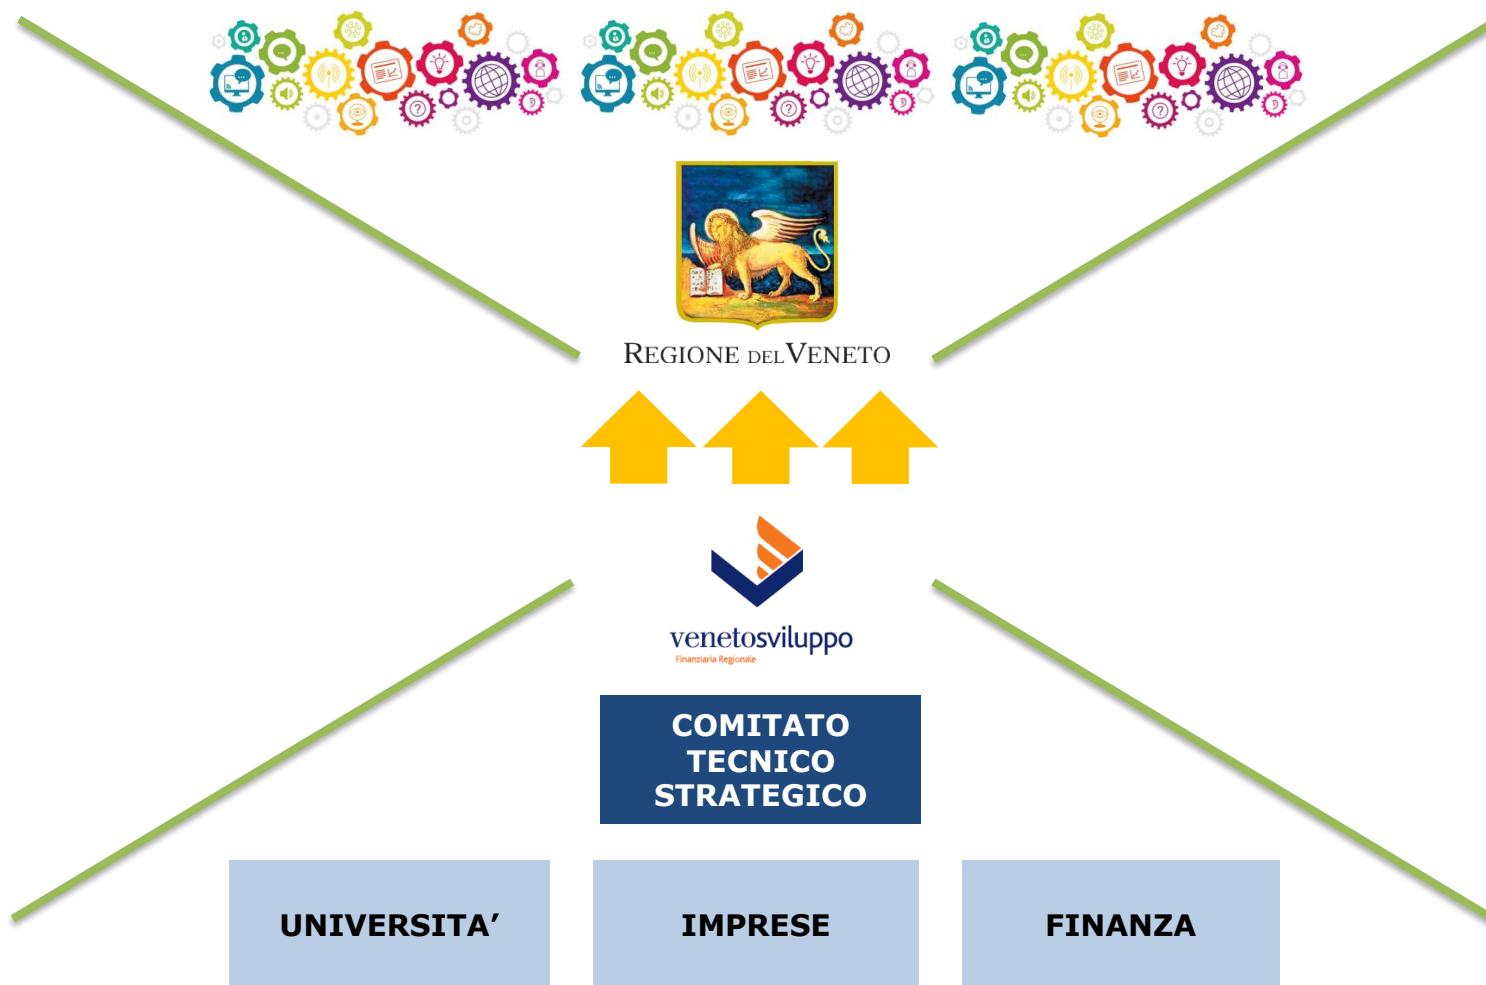 REGIONE DEL VENETO
venetosviluppo
Finanziaria Regionale
COMITATO
TECNICO
STRATEGICO
UNIVERSITA’
IMPRESE
FINANZA